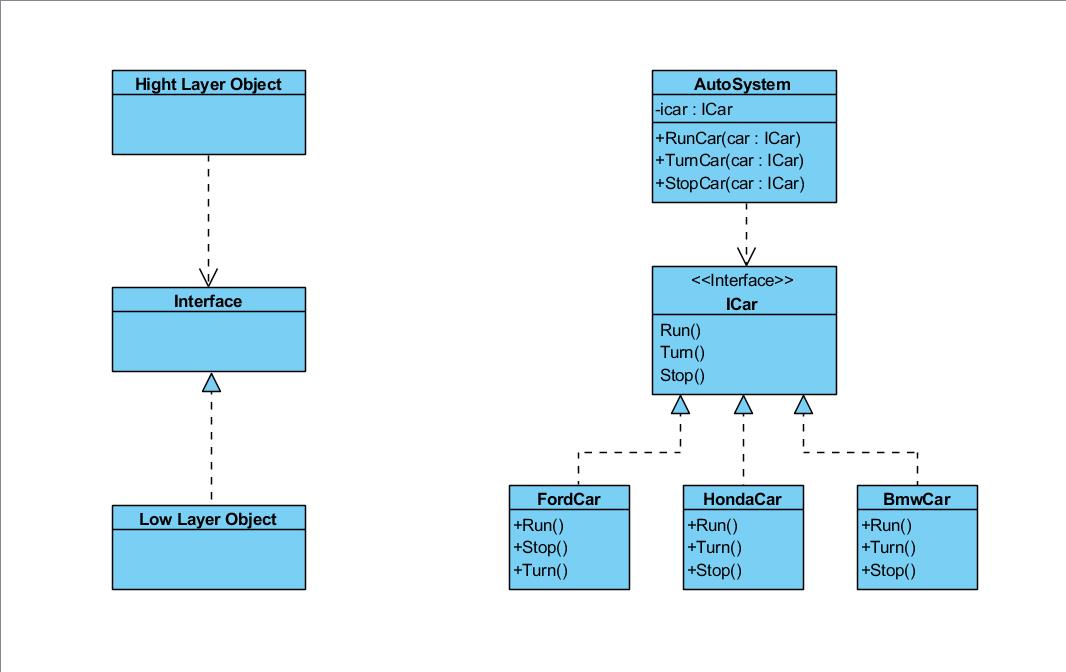 Hight Layer Object
Interface
Low Layer Object
AutoSystem
-icar : ICar
+RunCar(car : ICar)
+TurnCar(car : ICar)
+StopCar(car : ICar)
<<Interface>>
ICar
Run()
Turn()
Stop()
FordCar
+Run()
+Stop()
+Turn()
HondaCar
+Run()
+Turn()
+Stop()
BmwCar
+Run()
+Turn()
+Stop()